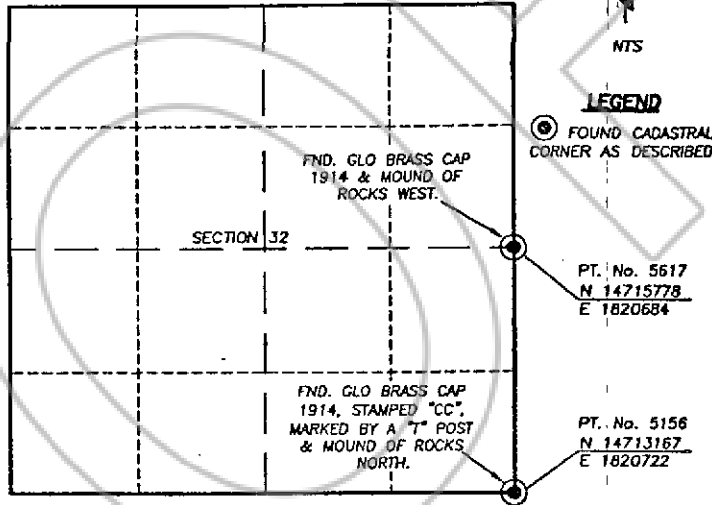 NTS
LEGEND
FOUND CADASTRAL
CORNER AS DESCRIBED
FND. GLO BRASS CAP
1914 & MOUND OF
ROCKS WEST.
SECTION 32
PT. No. 5617
N 14715778
E 1820684
FND. GLO BRASS CAP
1914, STAMPED "CC",
MARKED BY A "T" POST
& MOUND OF ROCKS
NORTH.
PT. No. 5156
N 14713167
E 1820722